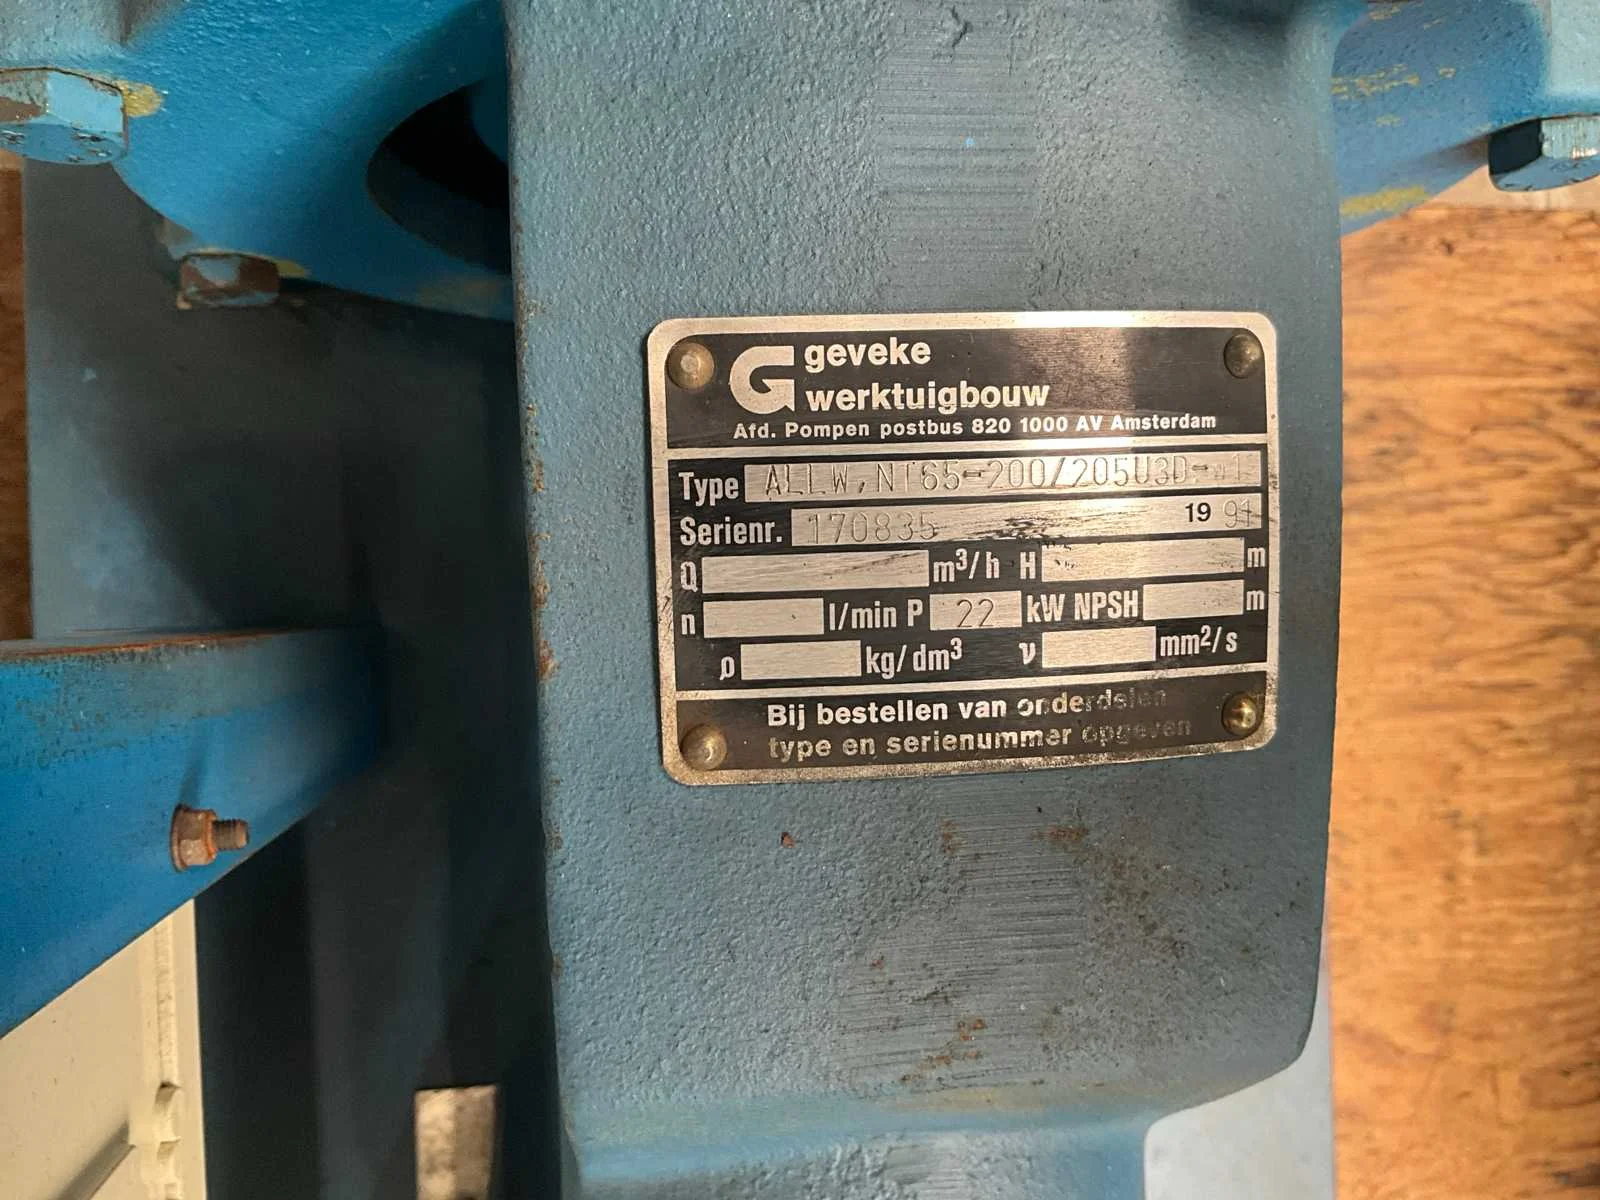 geveke
werktuigbouw
Afd. Pompen postbus 820 1000 AV Amsterdam
Type ALLW,NT65-200/205U3D-
Serienr. 170835 19 91
Q m³/h H m
n l/min P 22 kW NPSH m
ρ kg/dm³ ν mm²/s
Bij bestellen van onderdelen
type en serienummer opgeven